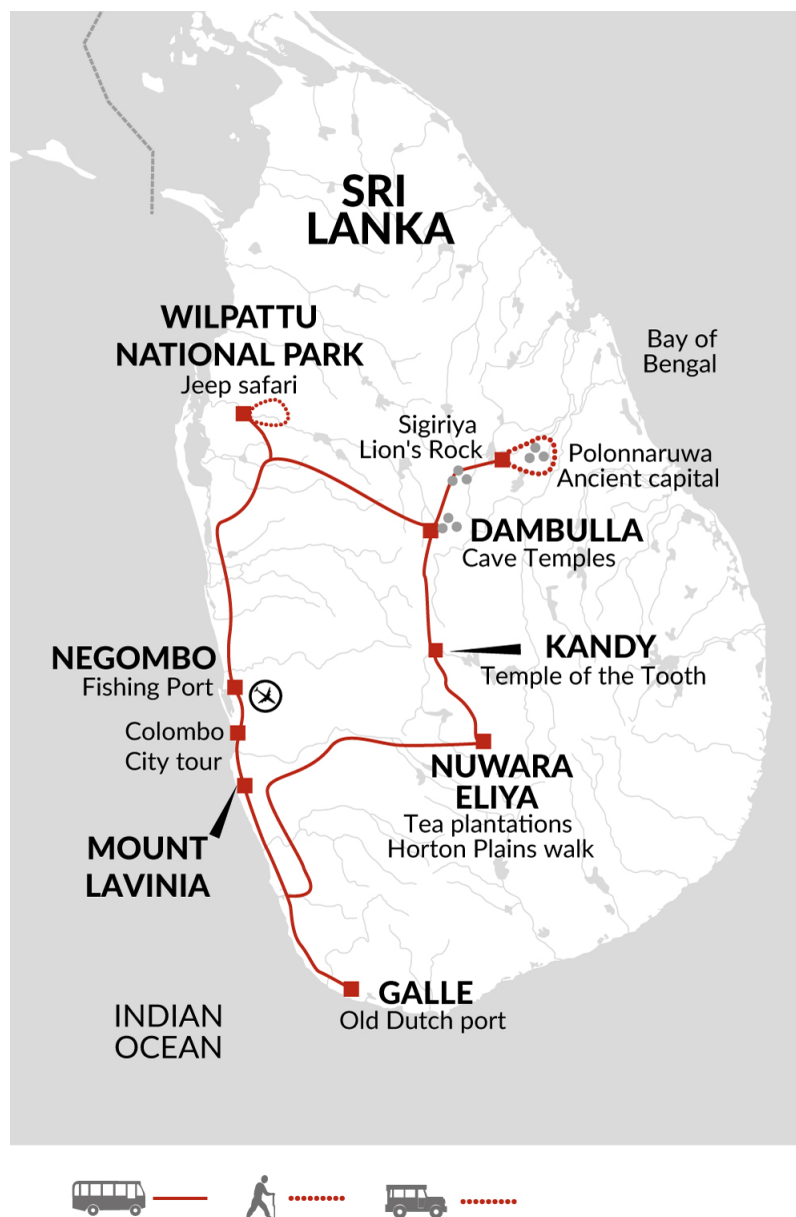 SRI
LANKA
WILPATTU
NATIONAL PARK
Jeep safari
Bay of
Bengal
Sigiriya
Lion's Rock
Polonnaruwa
Ancient capital
DAMBULLA
Cave Temples
NEGOMBO
Fishing Port
KANDY
Temple of the Tooth
Colombo
City tour
NUWARA
ELIYA
Tea plantations
Horton Plains walk
MOUNT
LAVINIA
GALLE
Old Dutch port
INDIAN
OCEAN